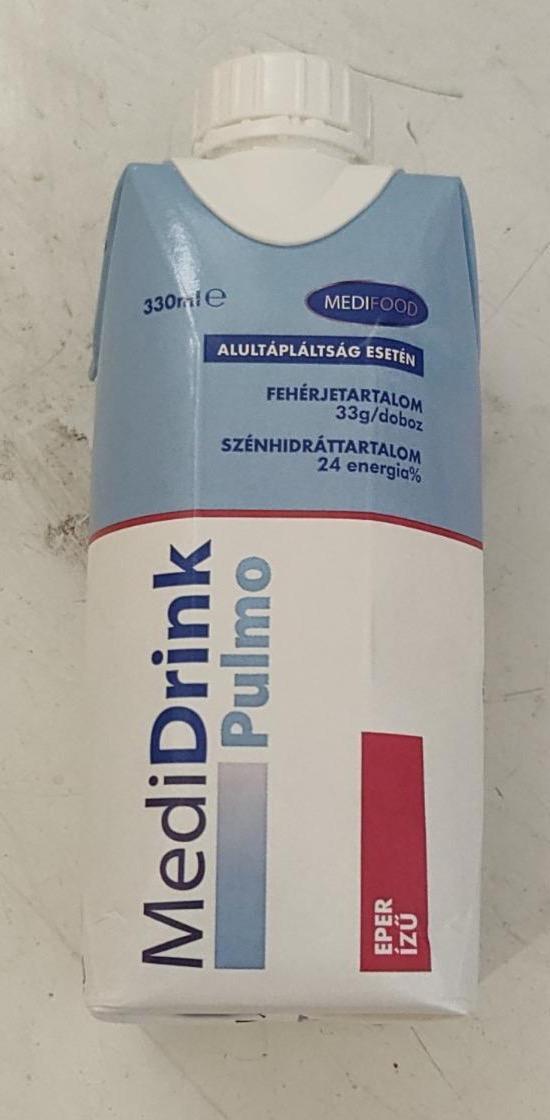 330ml e
MEDIFOOD
ALULTÁPLÁLTSÁG ESETÉN
FEHÉRJETARTALOM
33g/doboz
SZÉNHIDRÁTTARTALOM
24 energia%
MediDrink
Pulmo
EPER
ÍZŰ